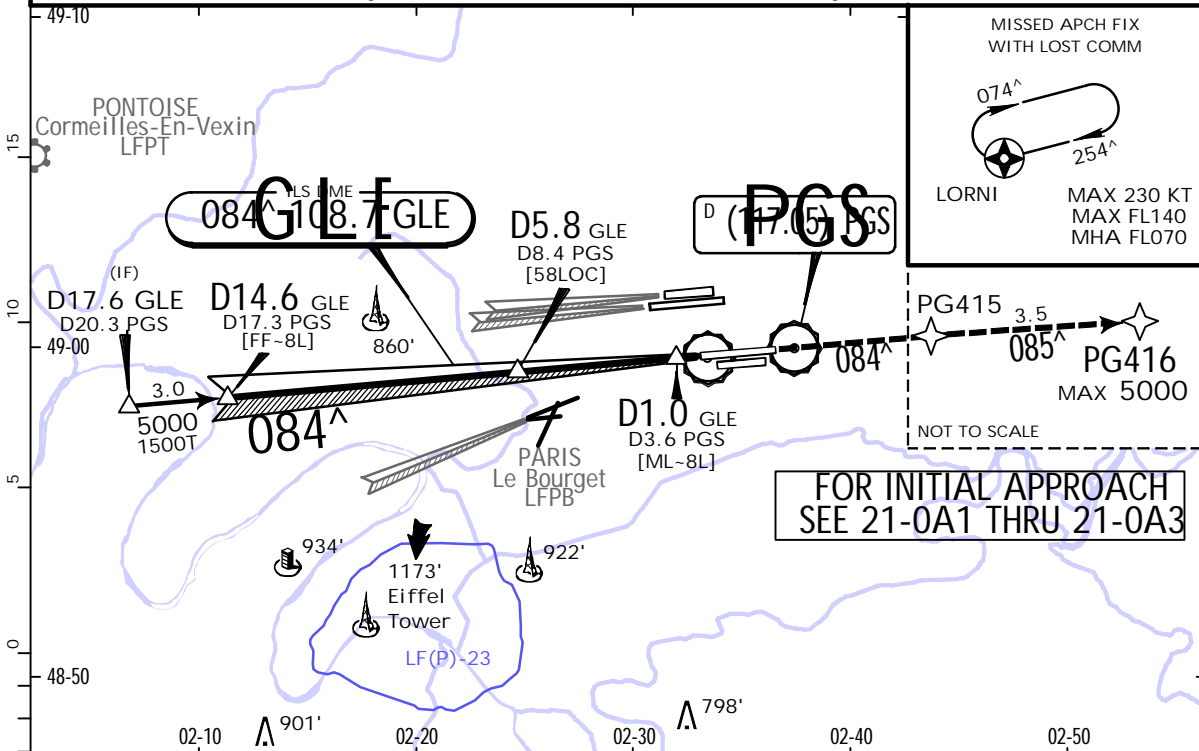 49-10
MISSED APCH FIX
WITH LOST COMM
074^
254^
LORNI
MAX 230 KT
MAX FL140
MHA FL070
PONTOISE
Cormeilles-En-Vexin
LFPT
15
ILS DME
084^ 108.7 GLE
GLE
D (117.05) PGS
PGS
D5.8 GLE
D8.4 PGS
[58LOC]
(IF)
D17.6 GLE
D20.3 PGS
D14.6 GLE
D17.3 PGS
[FF~8L]
860'
10
49-00
3.0
5000
1500T
084^
D1.0 GLE
D3.6 PGS
[ML~8L]
084^
PG415
3.5
085^
PG416
MAX 5000
NOT TO SCALE
PARIS
Le Bourget
LFPB
5
FOR INITIAL APPROACH
SEE 21-0A1 THRU 21-0A3
934'
922'
1173'
Eiffel
Tower
LF(P)-23
0
48-50
901'
798'
02-10
02-20
02-30
02-40
02-50